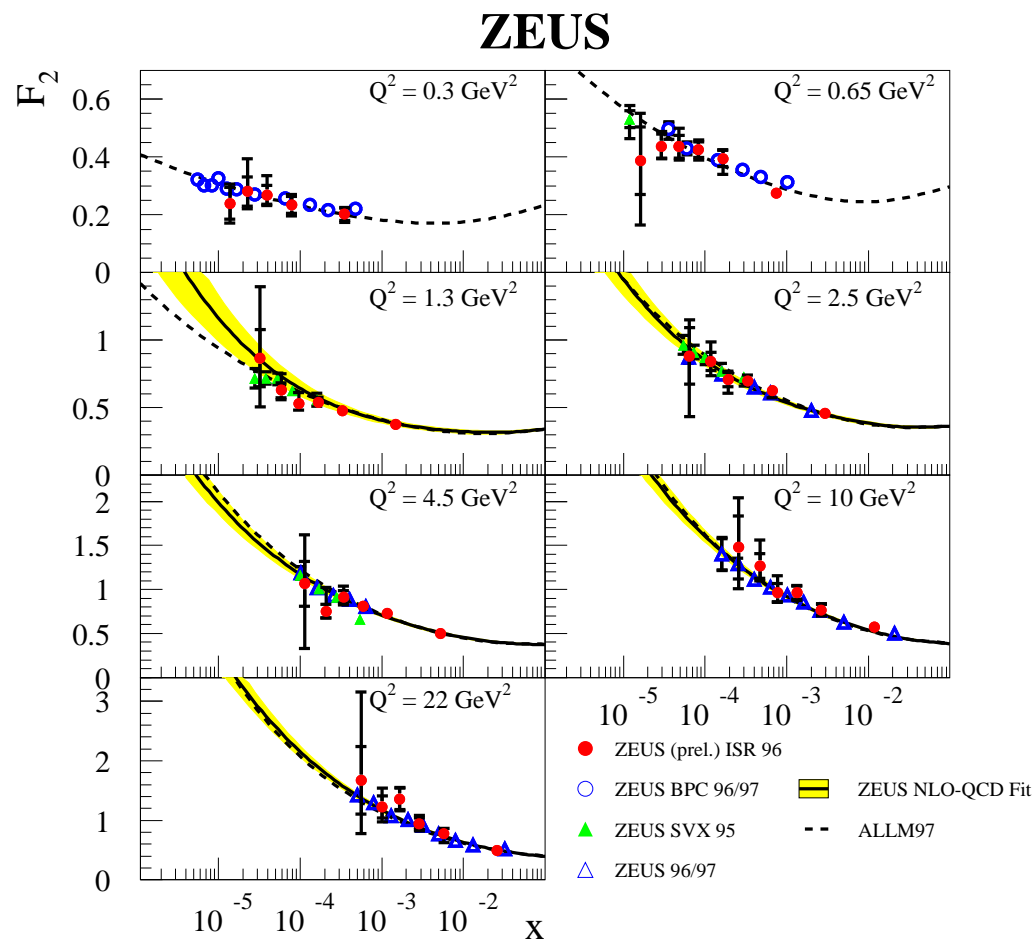 ZEUS
F₂
Q² = 0.3 GeV²
Q² = 0.65 GeV²
0.6
0.4
0.2
0
Q² = 1.3 GeV²
Q² = 2.5 GeV²
1
0.5
0
Q² = 4.5 GeV²
Q² = 10 GeV²
2
1.5
1
0.5
0
Q² = 22 GeV²
3
2
1
0
10⁻⁵ 10⁻⁴ 10⁻³ 10⁻²
10⁻⁵ 10⁻⁴ 10⁻³ 10⁻²
x
ZEUS (prel.) ISR 96
ZEUS BPC 96/97
ZEUS SVX 95
ZEUS 96/97
ZEUS NLO-QCD Fit
ALLM97